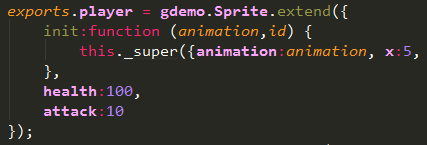 exports.player = gdemo.Sprite.extend({
    init:function (animation,id) {
        this._super({animation:animation, x:5,
    },
    health:100,
    attack:10
});